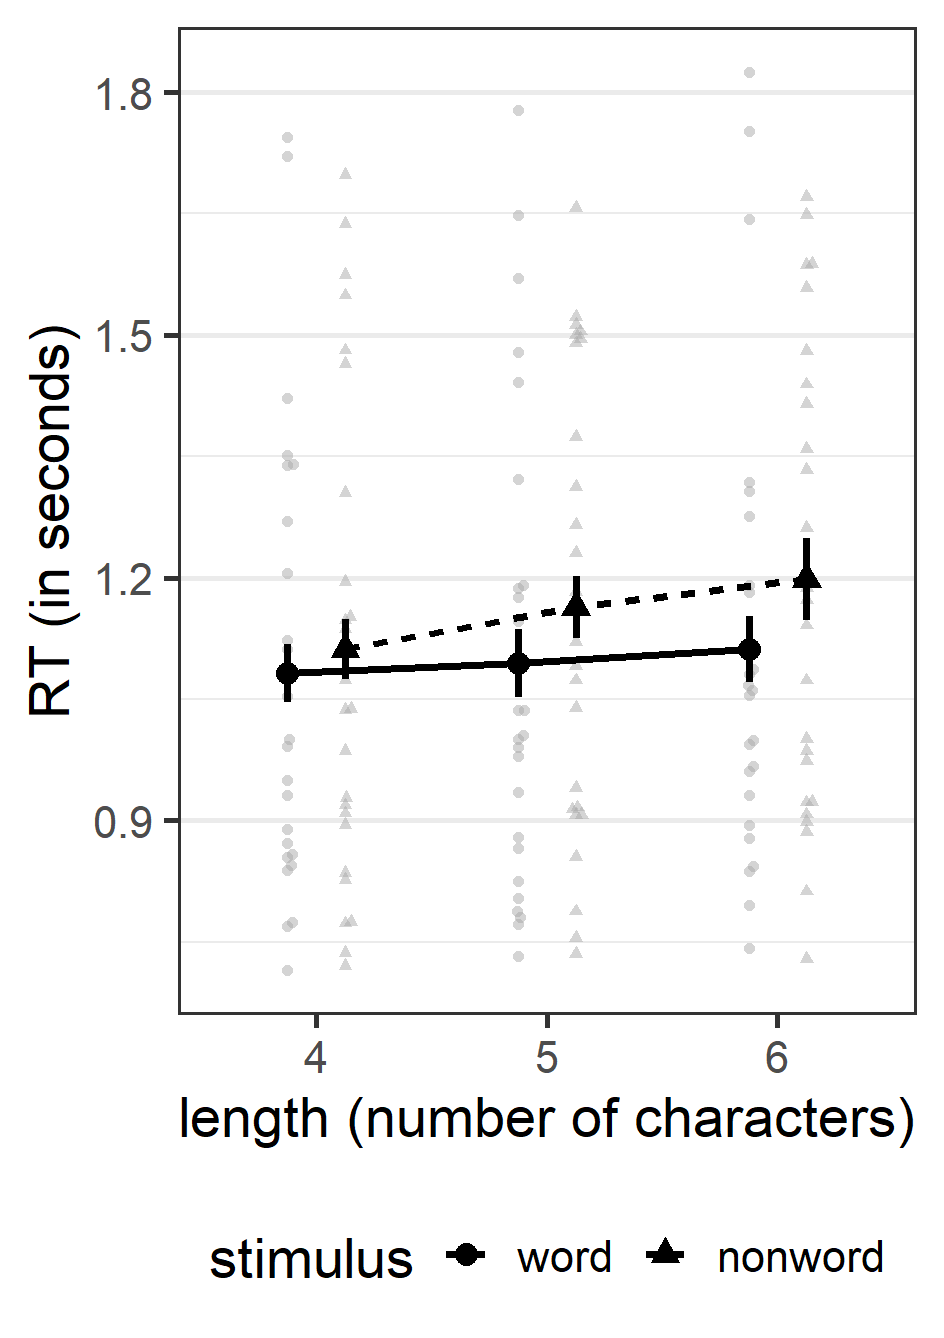 1.8
1.5
1.2
0.9
RT (in seconds)
4 5 6
length (number of characters)
stimulus word nonword